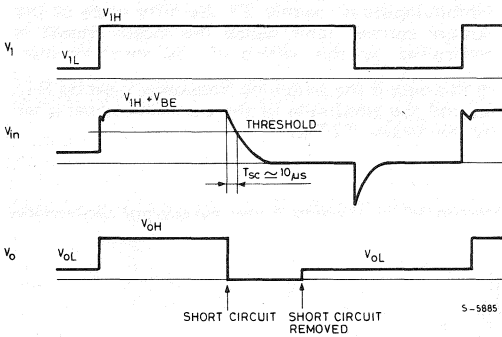 V1H
V1
V1L
V1H + VBE
THRESHOLD
Vin
TSC ≃ 10μs
VOH
VO
VOL
VOL
SHORT CIRCUIT
SHORT CIRCUIT
REMOVED
S-5885